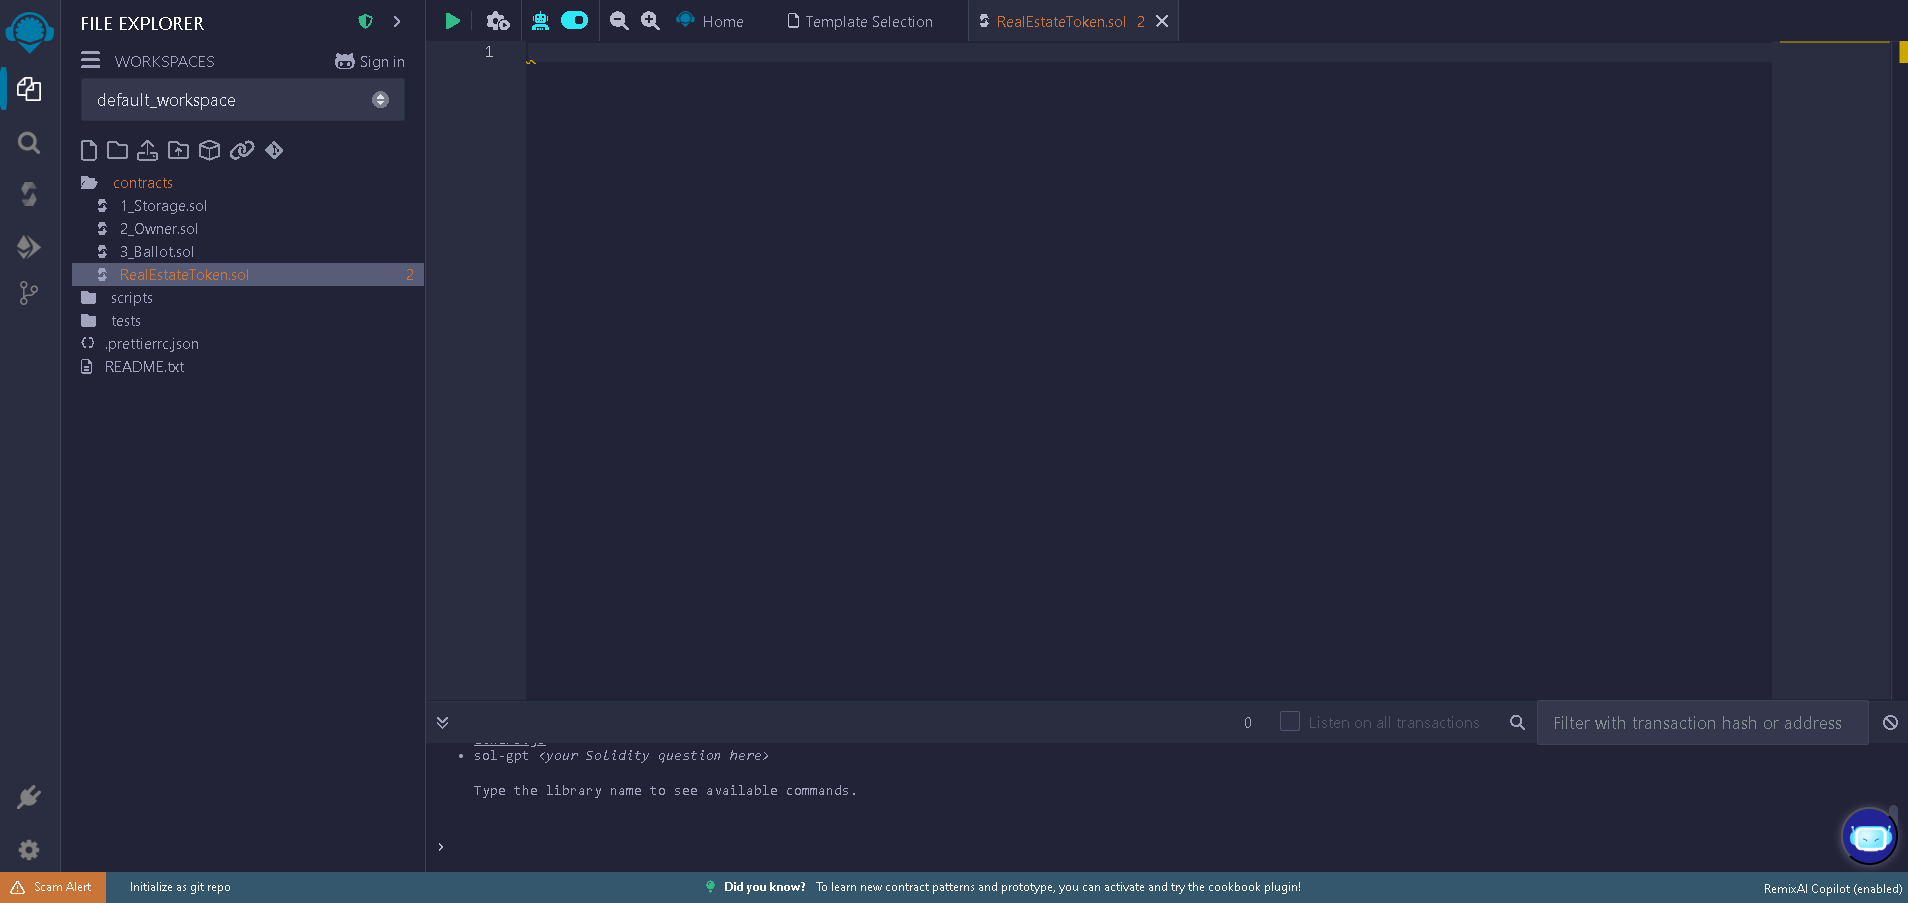 FILE EXPLORER
WORKSPACES
Sign in
default_workspace
contracts
1_Storage.sol
2_Owner.sol
3_Ballot.sol
RealEstateToken.sol 2
scripts
tests
.prettierrc.json
README.txt
Home
Template Selection
RealEstateToken.sol 2
1
0
Listen on all transactions
Filter with transaction hash or address
• sol-gpt <your Solidity question here>
Type the library name to see available commands.
>
Scam Alert
Initialize as git repo
Did you know? To learn new contract patterns and prototype, you can activate and try the cookbook plugin!
RemixAI Copilot (enabled)